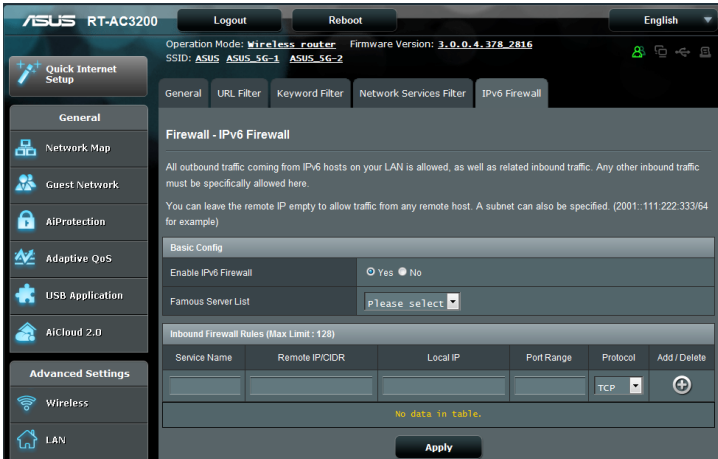 ASUS RT-AC3200 Logout Reboot English
Operation Mode: Wireless router Firmware Version: 3.0.0.4.378_2816
SSID: ASUS ASUS_5G-1 ASUS_5G-2
Quick Internet
Setup
General
Network Map
Guest Network
AiProtection
Adaptive QoS
USB Application
AiCloud 2.0
Advanced Settings
Wireless
LAN
General URL Filter Keyword Filter Network Services Filter IPv6 Firewall
Firewall - IPv6 Firewall
All outbound traffic coming from IPv6 hosts on your LAN is allowed, as well as related inbound traffic. Any other inbound traffic
must be specifically allowed here.
You can leave the remote IP empty to allow traffic from any remote host. A subnet can also be specified. (2001::111:222:333/64
for example)
Basic Config
Enable IPv6 Firewall Yes No
Famous Server List Please select
Inbound Firewall Rules (Max Limit : 128)
Service Name Remote IP/CIDR Local IP Port Range Protocol Add / Delete
TCP
No data in table.
Apply